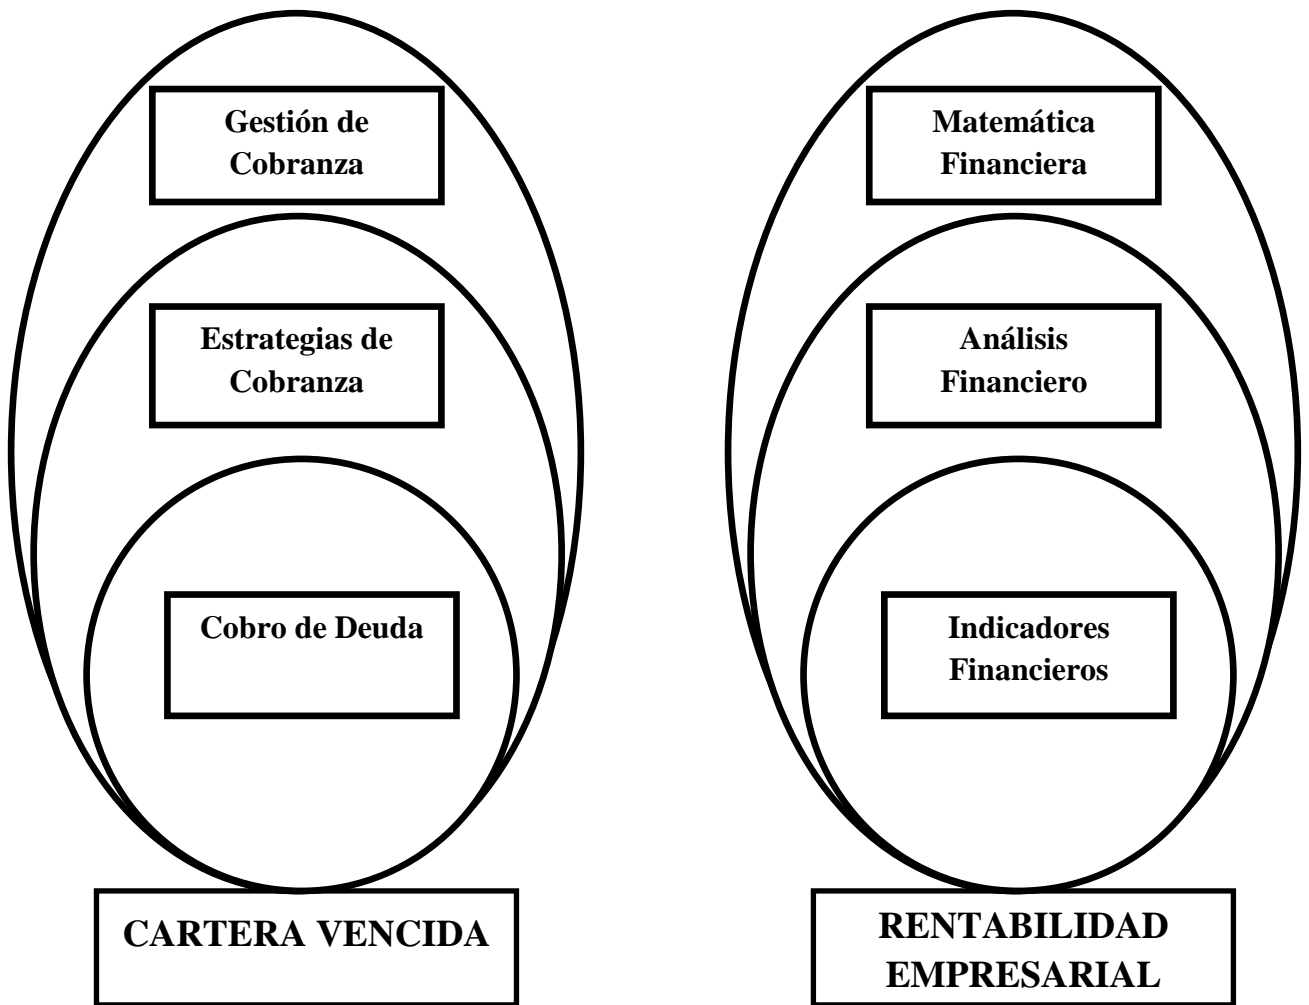 Gestión de
Cobranza
Estrategias de
Cobranza
Cobro de Deuda
CARTERA VENCIDA
Matemática
Financiera
Análisis
Financiero
Indicadores
Financieros
RENTABILIDAD
EMPRESARIAL